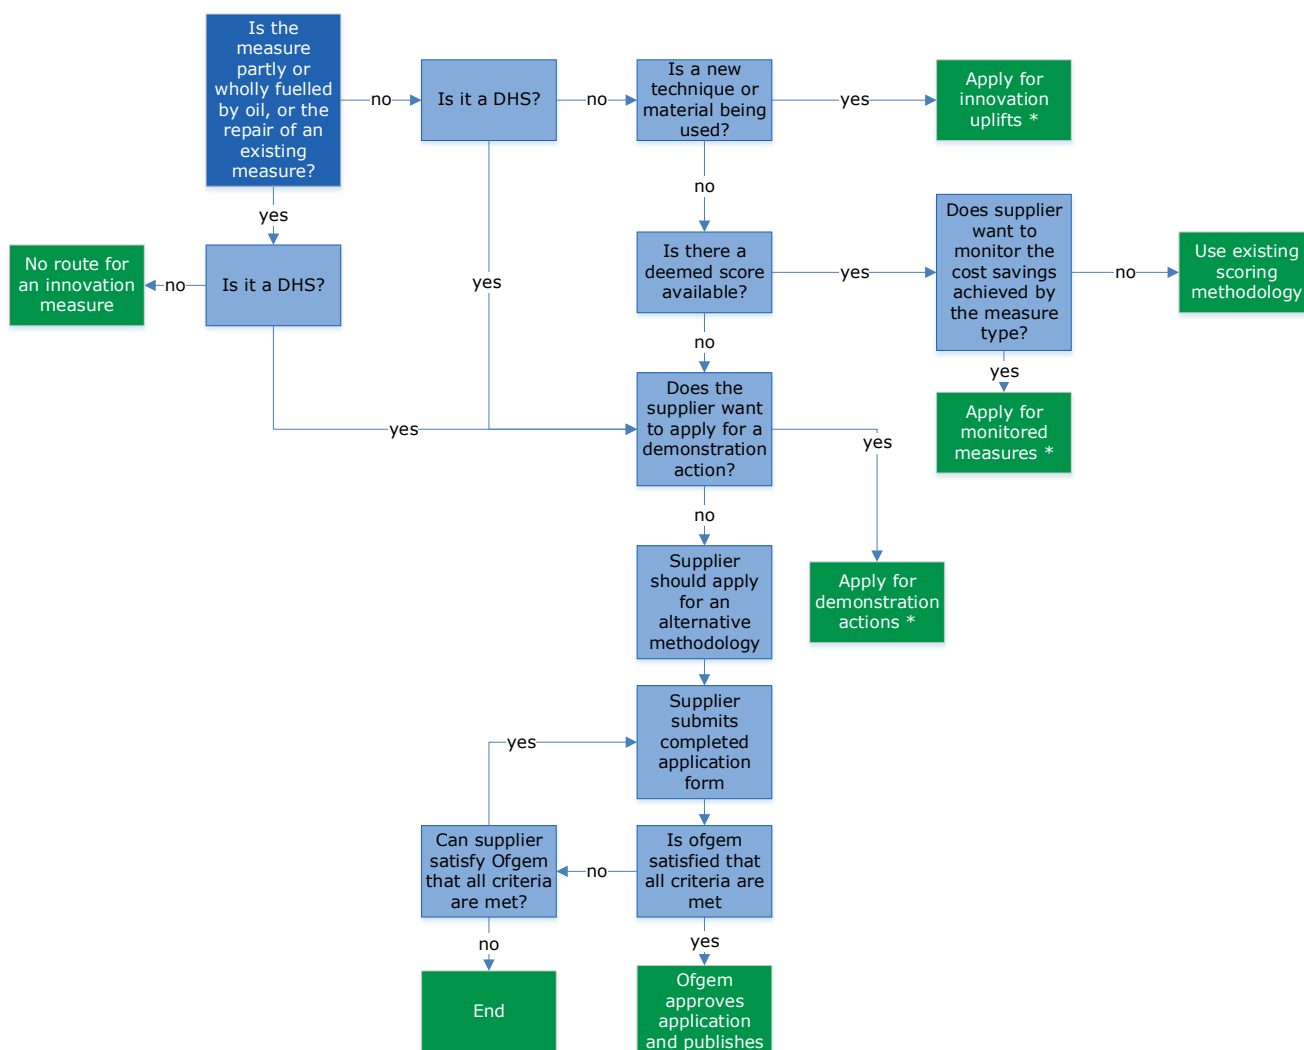 Is the
measure
partly or
wholly fuelled
by oil, or the
repair of an
existing
measure?
no
Is it a DHS?
no
Is a new
technique or
material being
used?
yes
Apply for
innovation
uplifts *
yes
no
No route for
an innovation
measure
no
Is it a DHS?
yes
Is there a
deemed score
available?
yes
Does supplier
want to
monitor the
cost savings
achieved by
the measure
type?
no
Use existing
scoring
methodology
no
yes
Apply for
monitored
measures *
yes
Does the
supplier want
to apply for a
demonstration
action?
yes
no
Supplier
should apply
for an
alternative
methodology
Apply for
demonstration
actions *
yes
Supplier
submits
completed
application
form
Can supplier
satisfy Ofgem
that all criteria
are met?
no
Is ofgem
satisfied that
all criteria are
met
no
yes
End
Ofgem
approves
application
and publishes